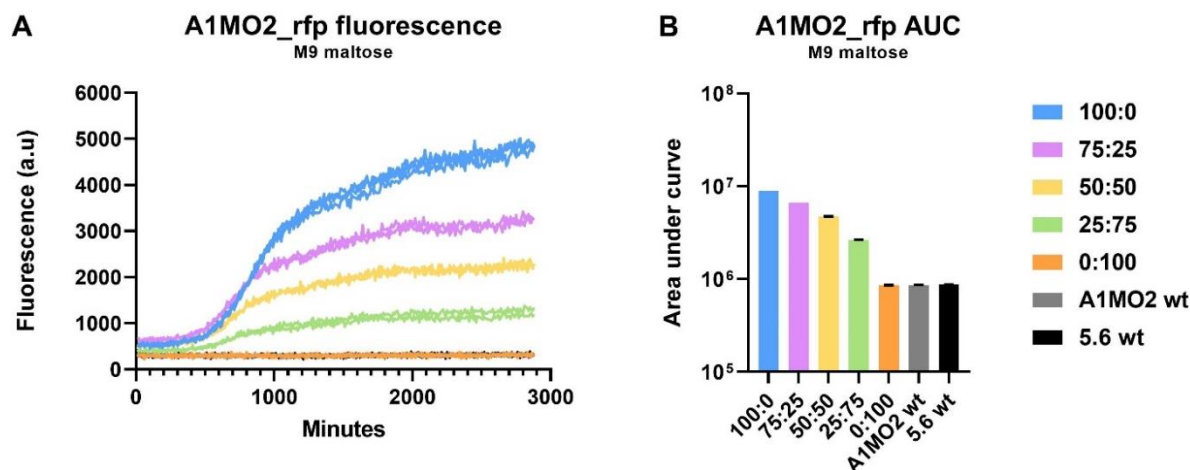 A
A1MO2_rfp fluorescence
M9 maltose
Fluorescence (a.u)
6000
5000
4000
3000
2000
1000
0
0
1000
2000
3000
Minutes
B
A1MO2_rfp AUC
M9 maltose
Area under curve
10^8
10^7
10^6
10^5
100:0
75:25
50:50
25:75
0:100
A1MO2 wt
5.6 wt
100:0
75:25
50:50
25:75
0:100
A1MO2 wt
5.6 wt